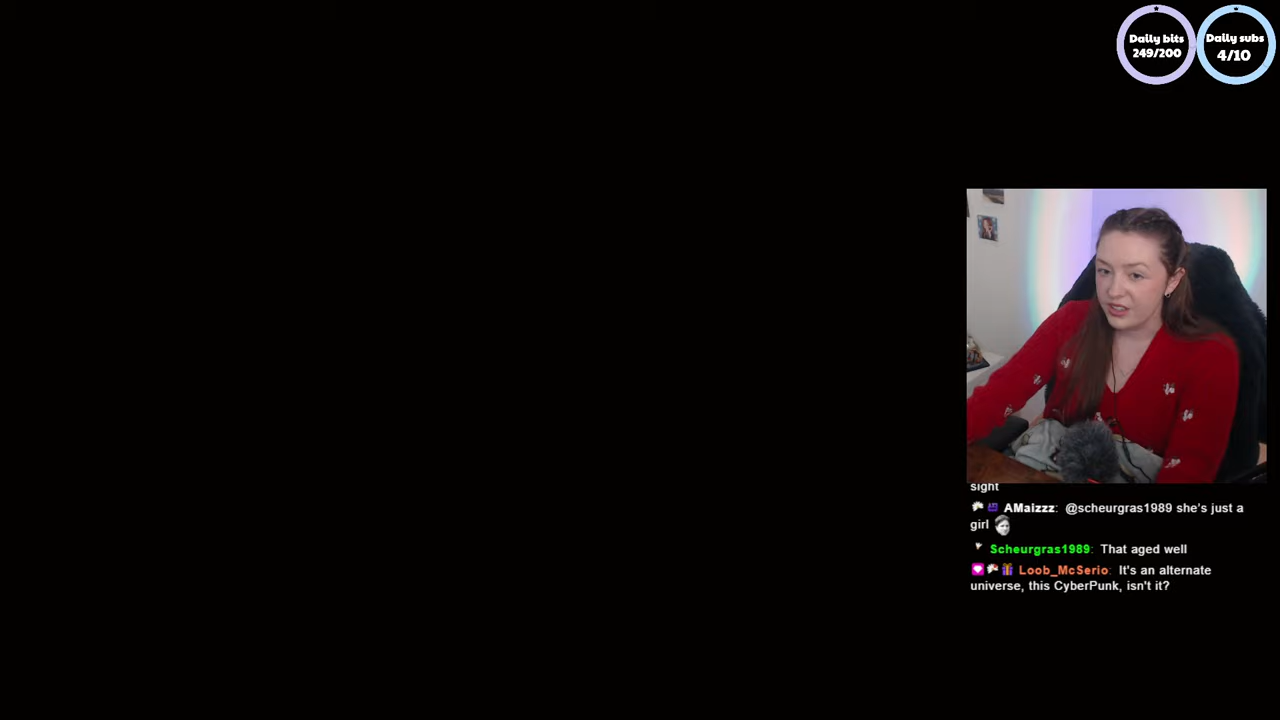 Daily bits
249/200
Daily subs
4/10
sight
AMaizzz: @scheurgras1989 she's just a
girl
Scheurgras1989: That aged well
Loob_McSerio: It's an alternate
universe, this CyberPunk, isn't it?